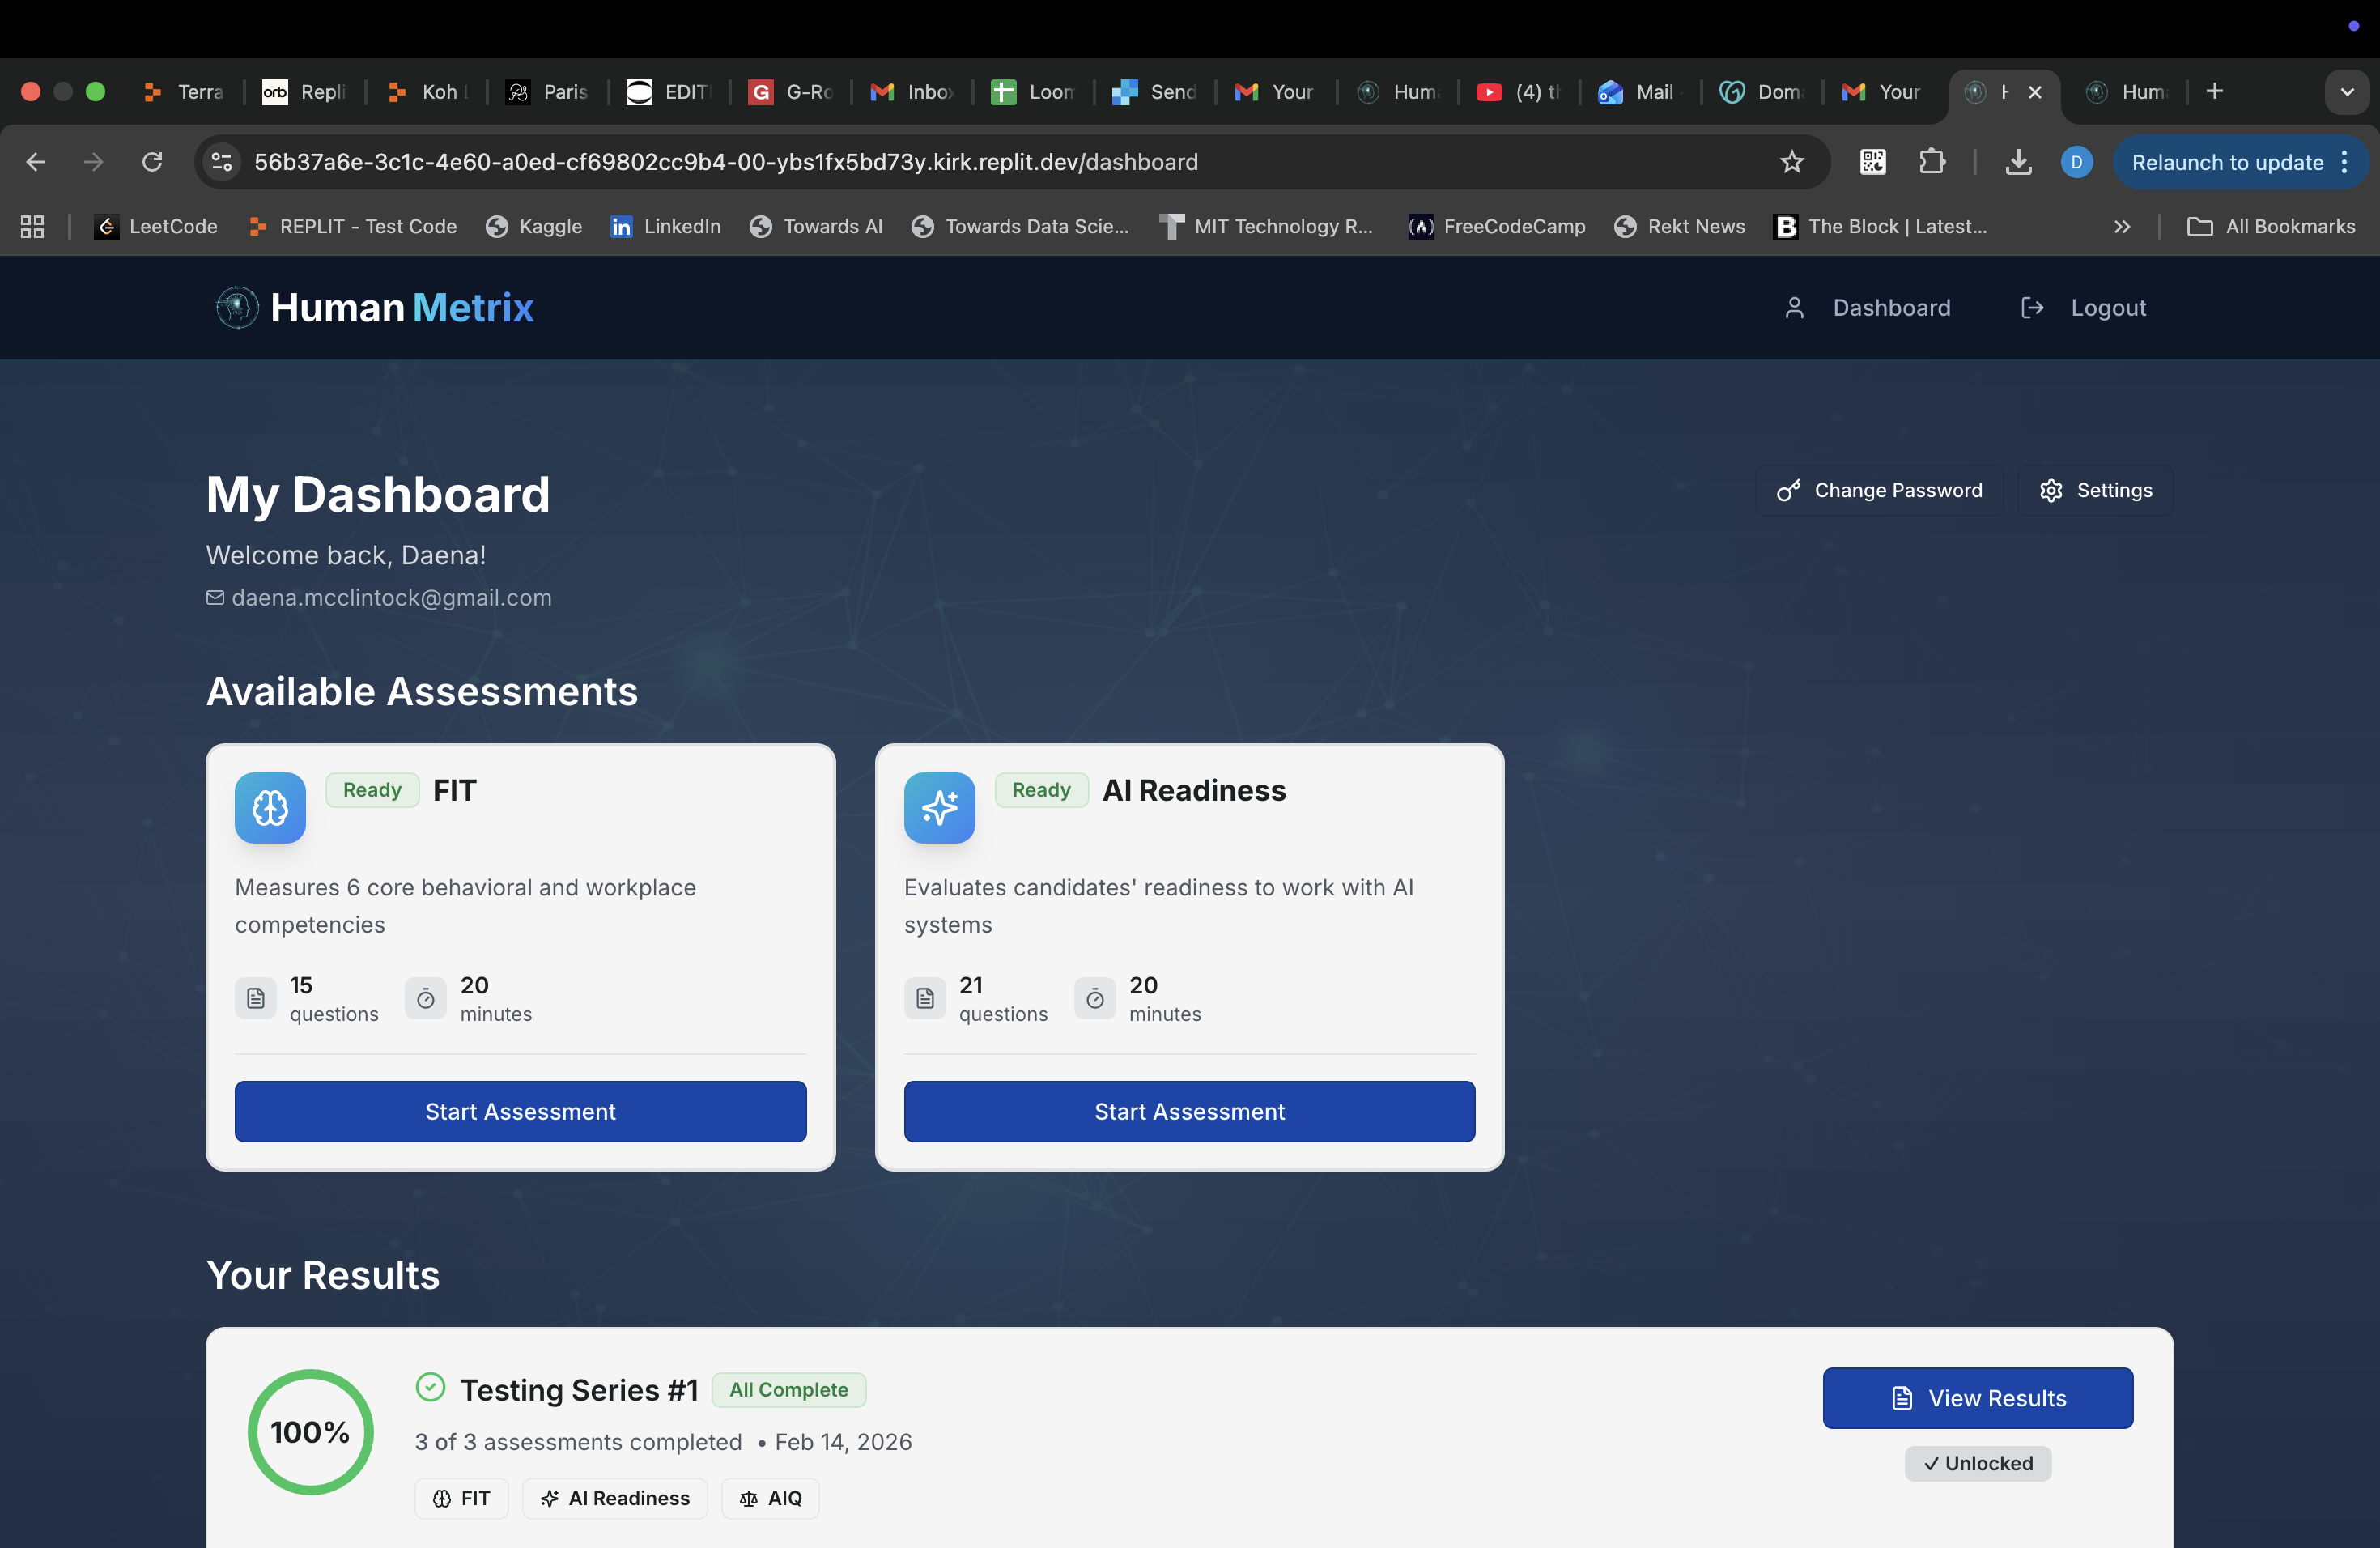 Terra
Repli
Koh
Paris
EDIT
G-Ro
Inbox
Loom
Send
Your
Hum
(4) th
Mail
Dom
Your
H
Hum
56b37a6e-3c1c-4e60-a0ed-cf69802cc9b4-00-ybs1fx5bd73y.kirk.replit.dev/dashboard
D
Relaunch to update
LeetCode
REPLIT - Test Code
Kaggle
LinkedIn
Towards AI
Towards Data Scie...
MIT Technology R...
FreeCodeCamp
Rekt News
The Block | Latest...
All Bookmarks
Human Metrix
Dashboard
Logout
My Dashboard
Change Password
Settings
Welcome back, Daena!
daena.mcclintock@gmail.com
Available Assessments
Ready
FIT
Measures 6 core behavioral and workplace
competencies
15
questions
20
minutes
Start Assessment
Ready
AI Readiness
Evaluates candidates' readiness to work with AI
systems
21
questions
20
minutes
Start Assessment
Your Results
100%
Testing Series #1
All Complete
3 of 3 assessments completed • Feb 14, 2026
FIT
AI Readiness
AIQ
View Results
✓ Unlocked